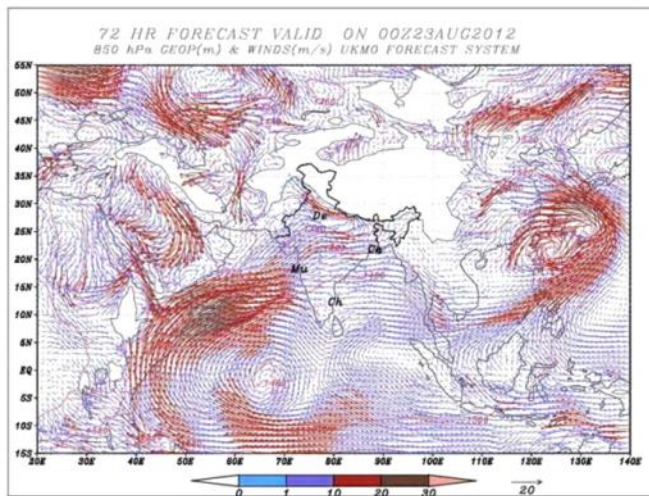 72 HR FORECAST VALID ON 00Z23AUG2012
850 hPa GEOP(m) & WINDS(m/s) UKMO FORECAST SYSTEM
55N
50N
45N
40N
35N
30N
25N
20N
15N
10N
5N
EQ
5S
10S
15S
De
Ca
Mu
Ch
20E 30E 40E 50E 60E 70E 80E 90E 100E 110E 120E 130E 140E
0 1 10 20 30
20